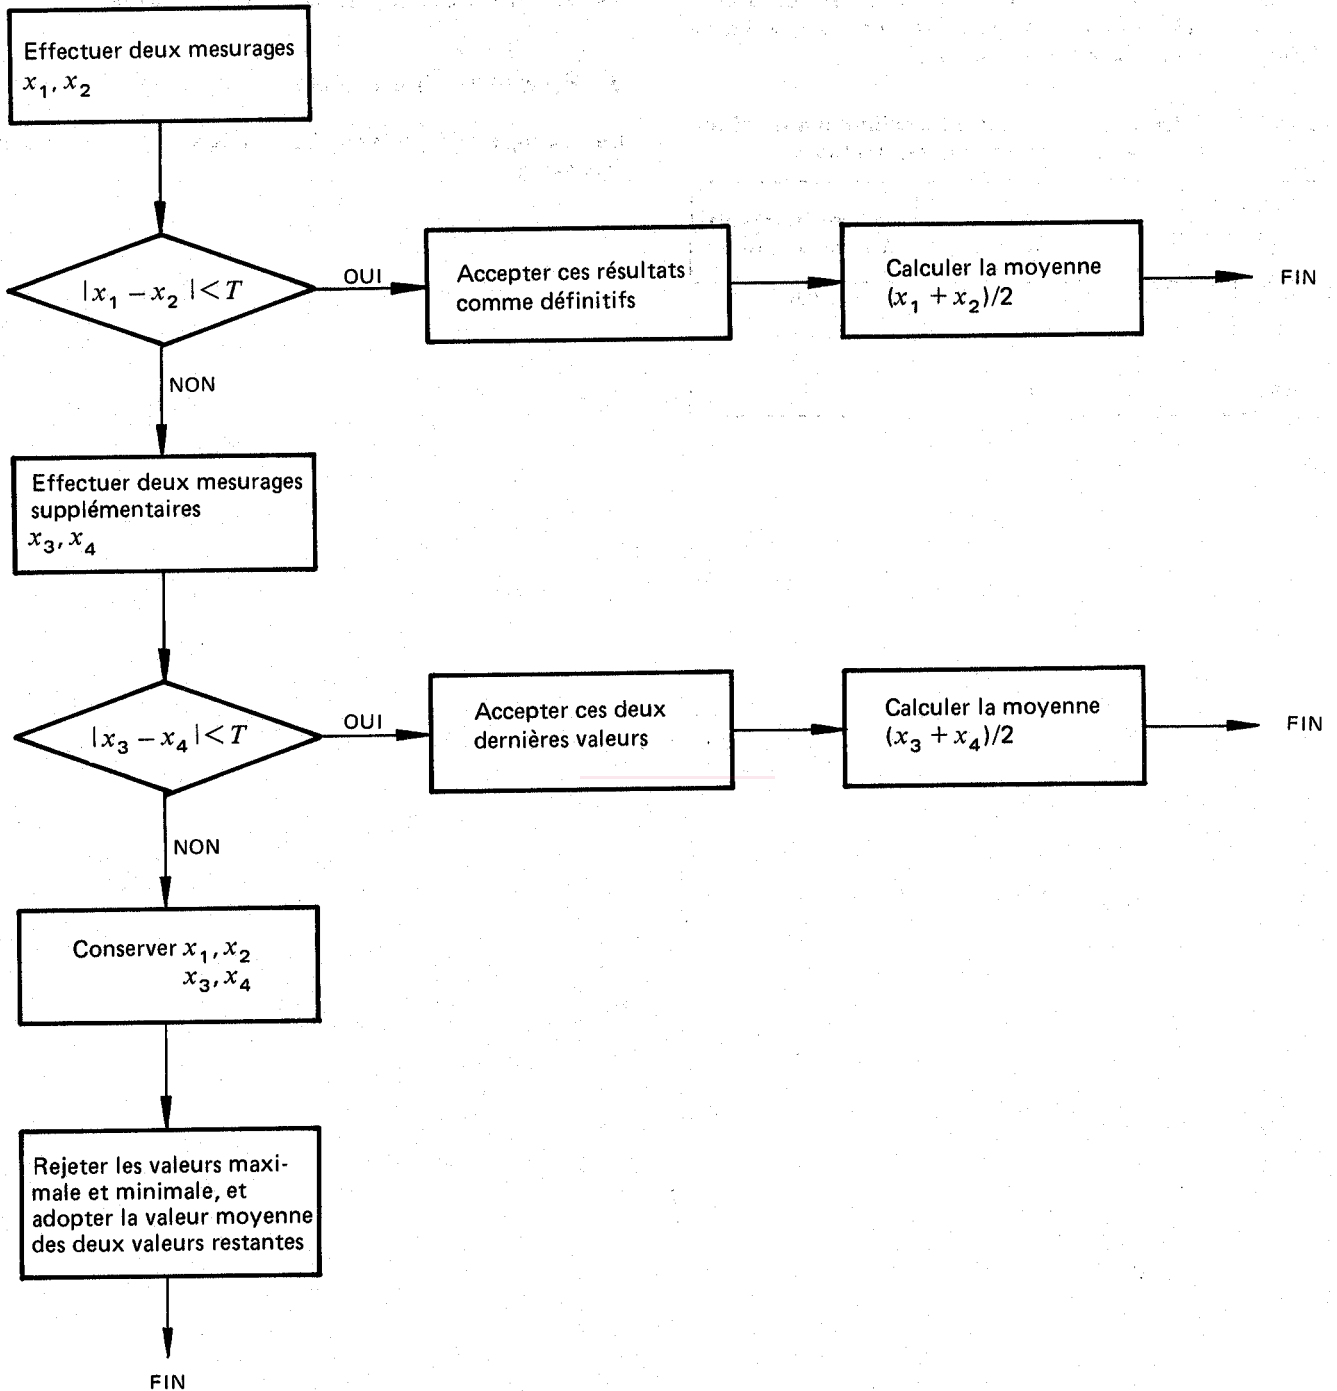 Effectuer deux mesurages
x₁, x₂
|x₁ − x₂| < T
OUI
Accepter ces résultats
comme définitifs
Calculer la moyenne
(x₁ + x₂)/2
FIN
NON
Effectuer deux mesurages
supplémentaires
x₃, x₄
|x₃ − x₄| < T
OUI
Accepter ces deux
dernières valeurs
Calculer la moyenne
(x₃ + x₄)/2
FIN
NON
Conserver x₁, x₂
x₃, x₄
Rejeter les valeurs maxi-
male et minimale, et
adopter la valeur moyenne
des deux valeurs restantes
FIN